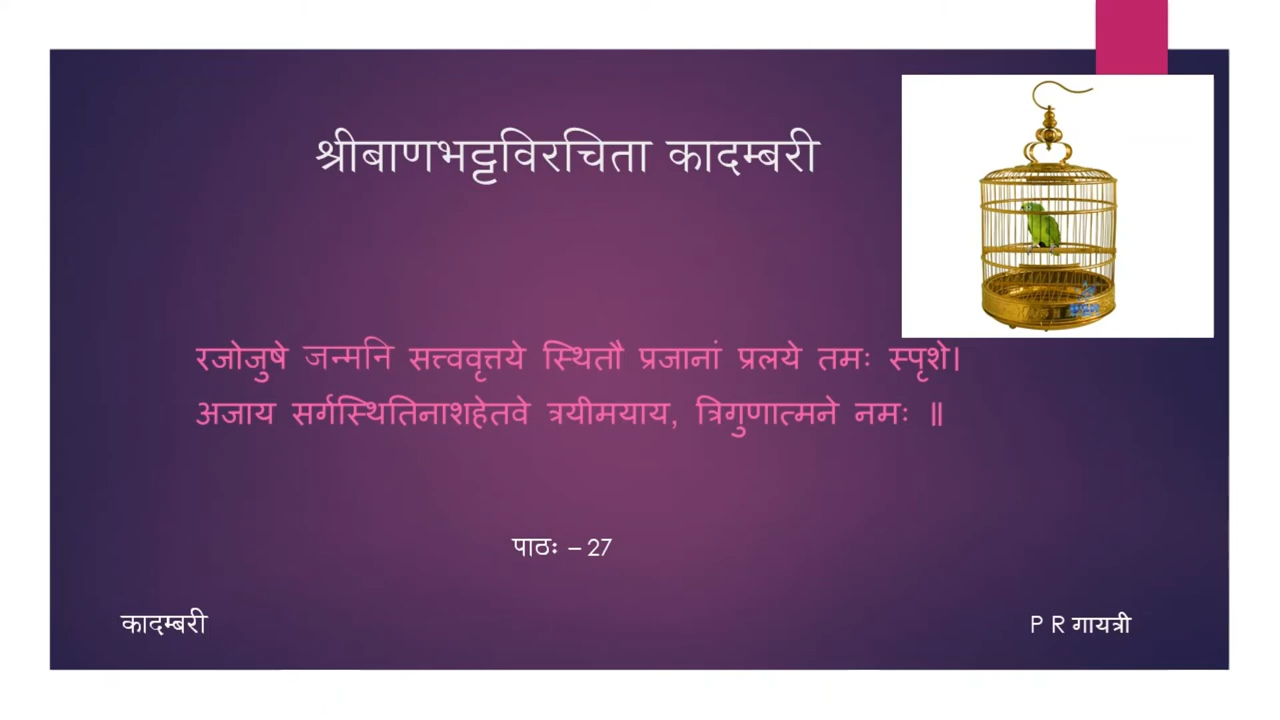 श्रीबाणभट्टविरचिता कादम्बरी
रजोजुषे जन्मनि सत्त्ववृत्तये स्थितौ प्रजानां प्रलये तमः स्पृशे।
अजाय सर्गस्थितिनाशहेतवे त्रयीमयाय, त्रिगुणात्मने नमः ॥
पाठः – 27
कादम्बरी
P R गायत्री